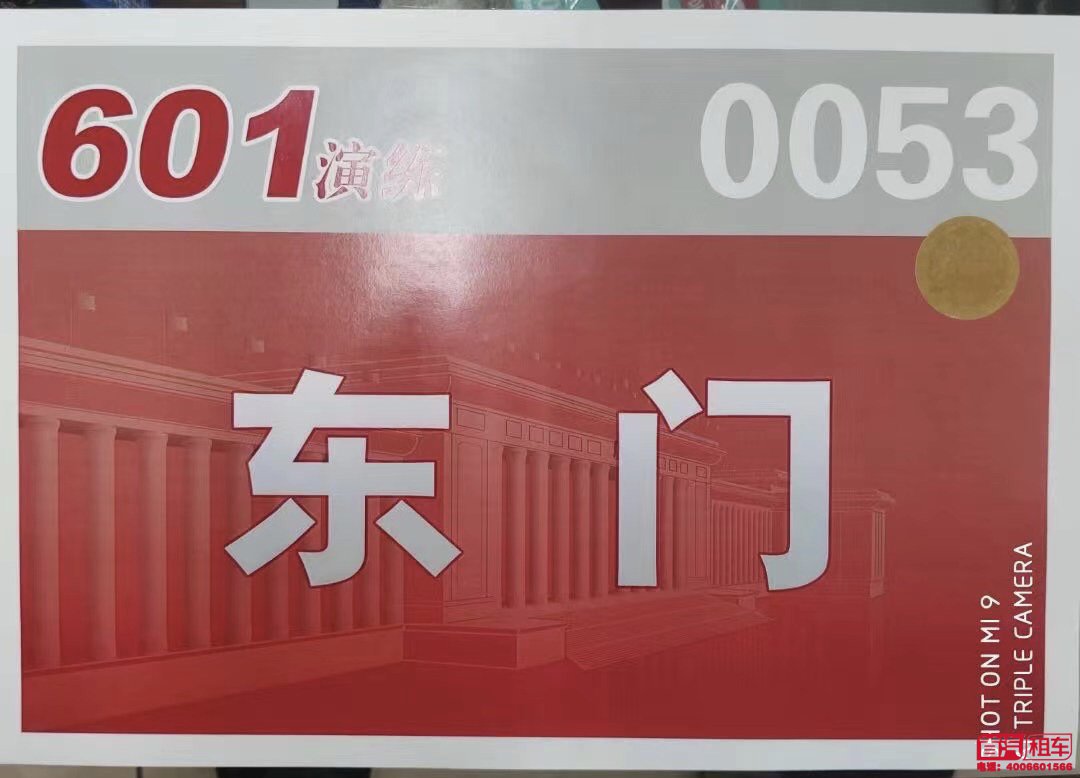 601演练
0053
东门
SHOT ON MI 9
TRIPLE CAMERA
首汽租车
电话：4006601566